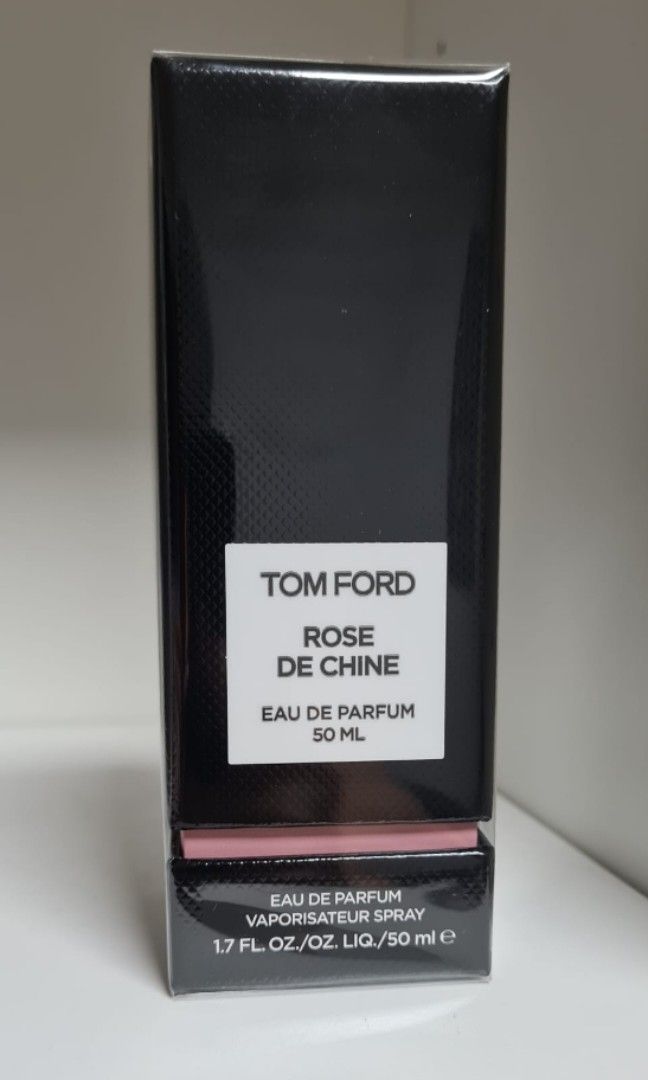 TOM FORD
ROSE
DE CHINE
EAU DE PARFUM
50 ML
EAU DE PARFUM
VAPORISATEUR SPRAY
1.7 FL. OZ./OZ. LIQ./50 ml ℮